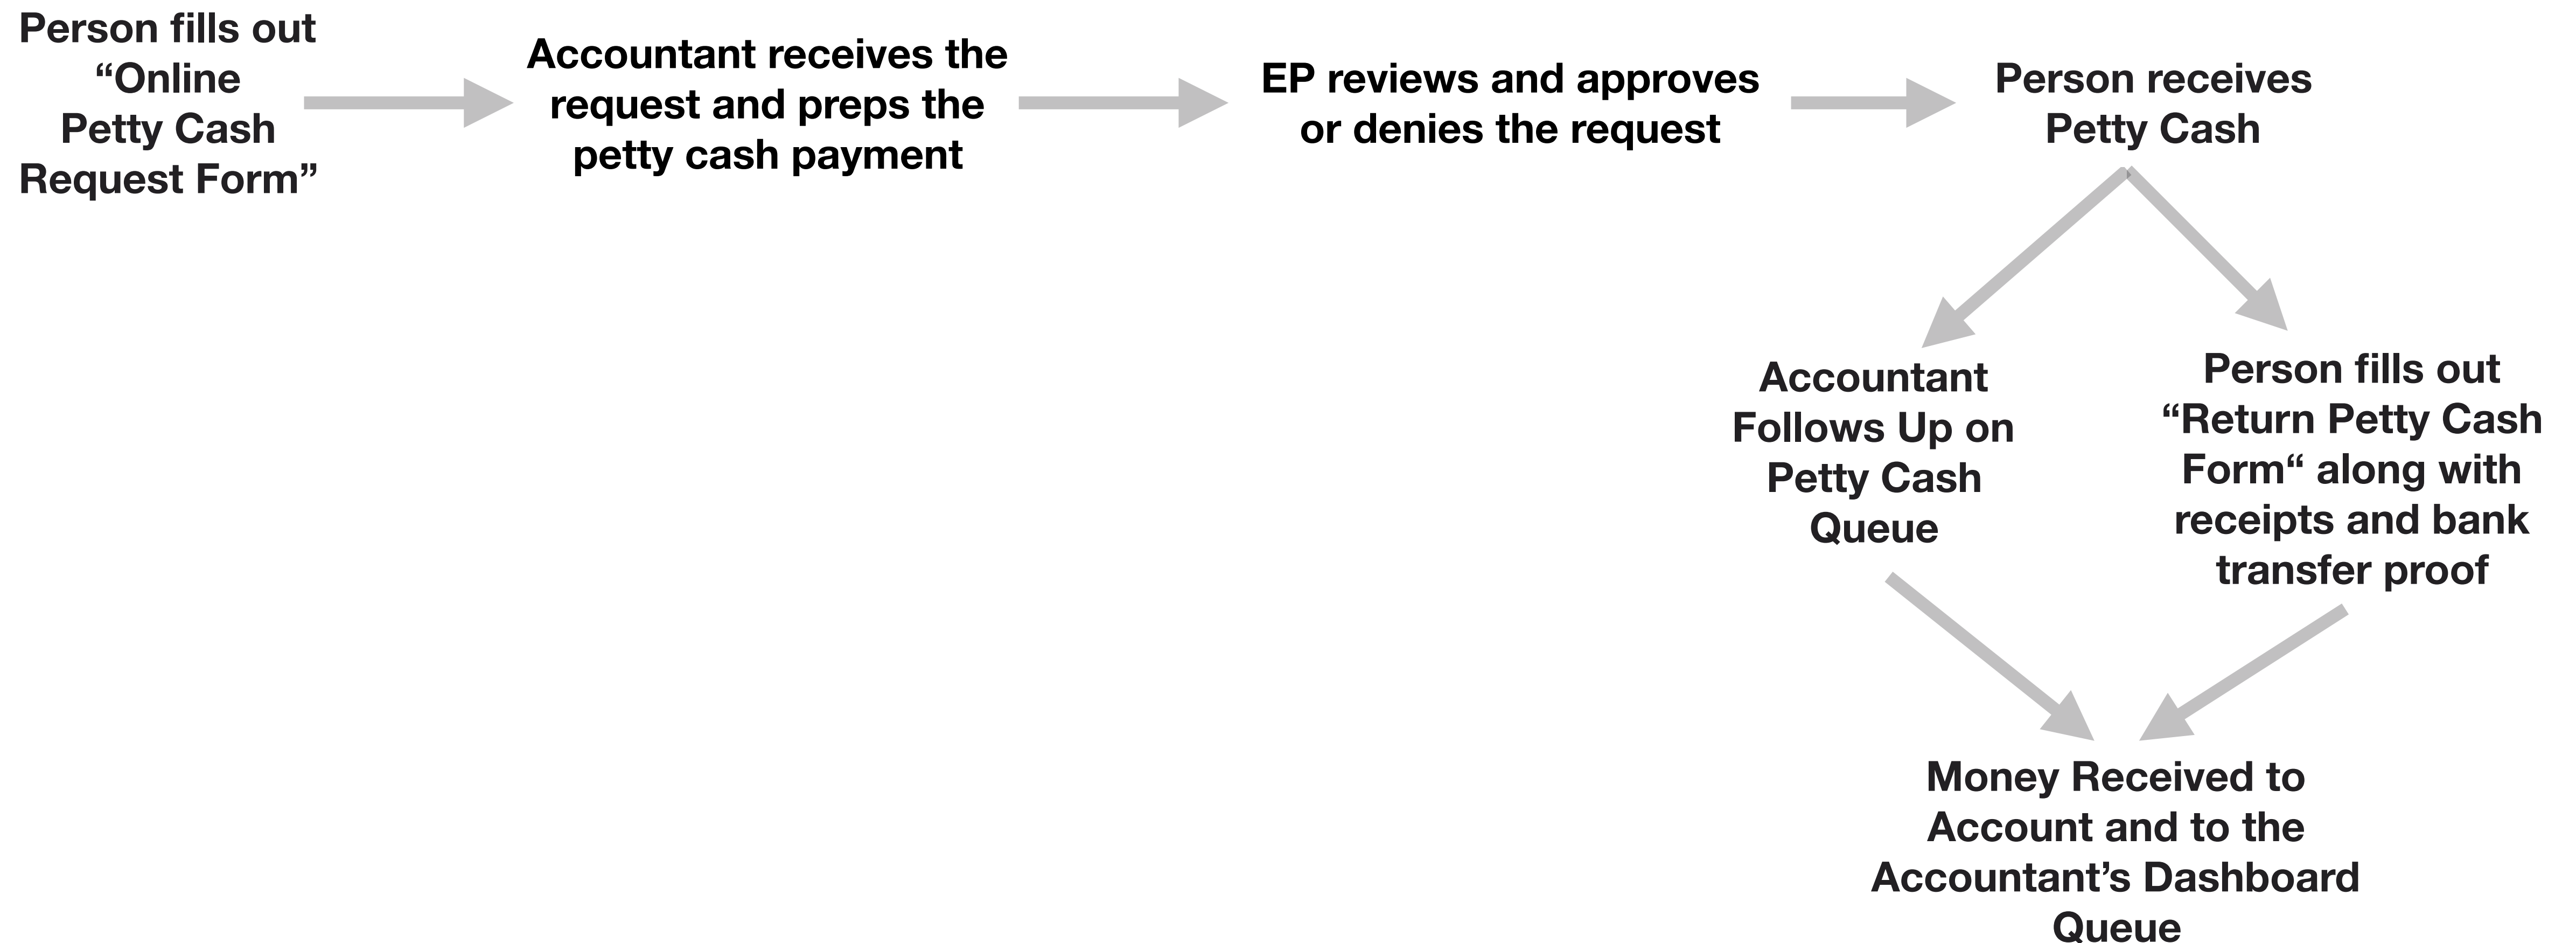 Person fills out
“Online
Petty Cash
Request Form”
Accountant receives the
request and preps the
petty cash payment
EP reviews and approves
or denies the request
Person receives
Petty Cash
Accountant
Follows Up on
Petty Cash
Queue
Person fills out
“Return Petty Cash
Form“ along with
receipts and bank
transfer proof
Money Received to
Account and to the
Accountant’s Dashboard
Queue